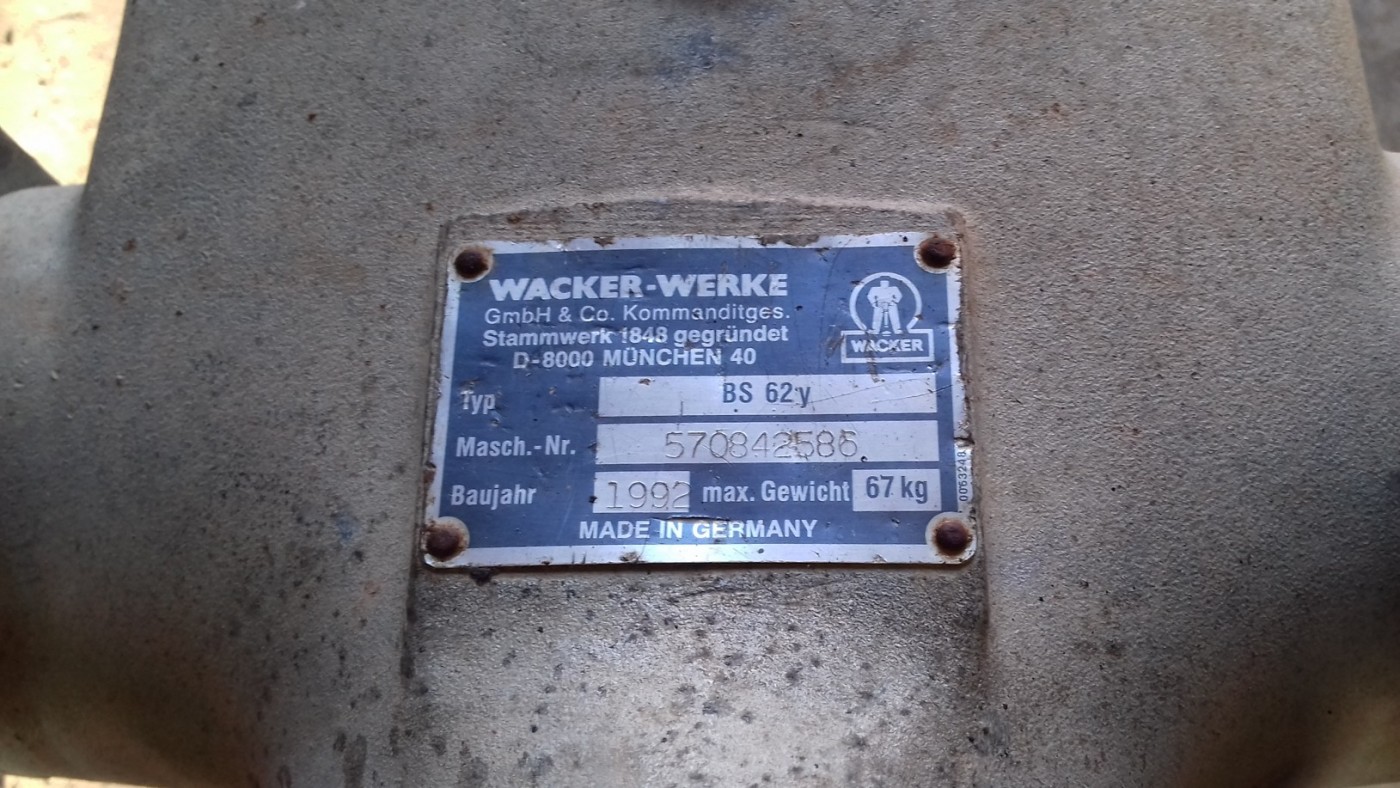 WACKER-WERKE
GmbH & Co. Kommanditges.
Stammwerk 1848 gegründet
D-8000 MÜNCHEN 40
WACKER
Typ BS 62y
Masch.-Nr. 570842586
Baujahr 1992 max. Gewicht 67 kg
MADE IN GERMANY
0063248